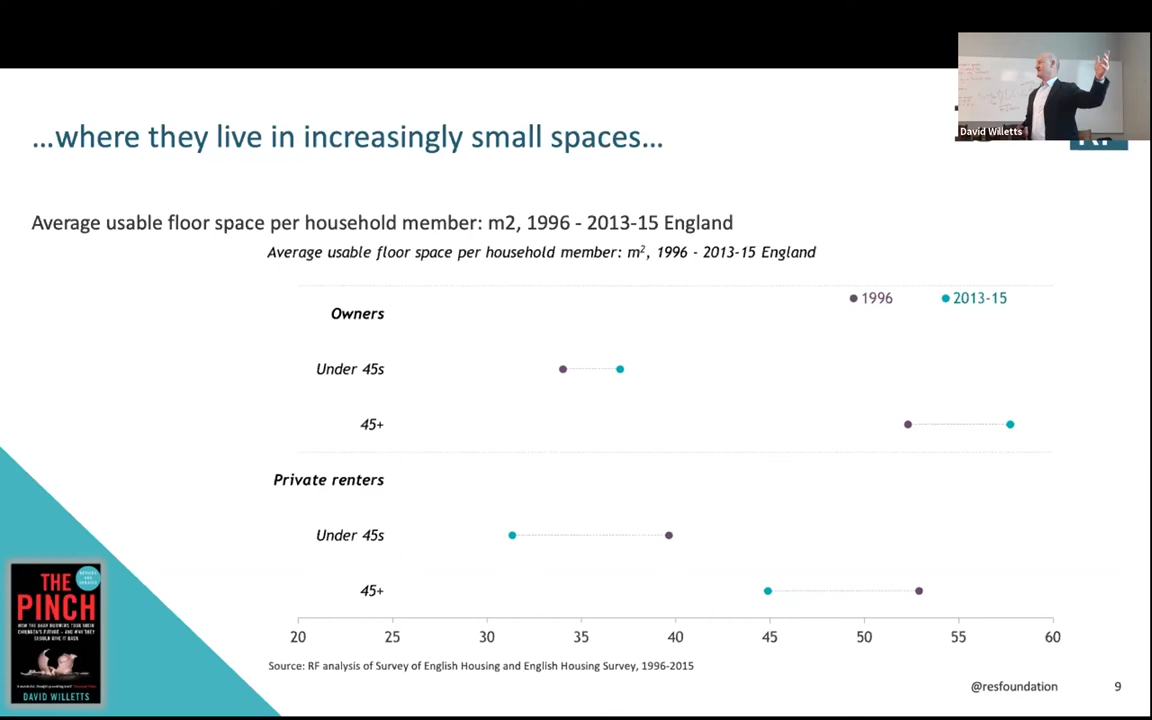 ...where they live in increasingly small spaces...
David Willetts
Average usable floor space per household member: m2, 1996 - 2013-15 England
Average usable floor space per household member: m², 1996 - 2013-15 England
1996
2013-15
Owners
Under 45s
45+
Private renters
Under 45s
45+
20 25 30 35 40 45 50 55 60
Source: RF analysis of Survey of English Housing and English Housing Survey, 1996-2015
THE
PINCH
HOW THE BABY BOOMERS TOOK THEIR
CHILDREN'S FUTURE - AND WHY THEY
SHOULD GIVE IT BACK
DAVID WILLETTS
@resfoundation
9